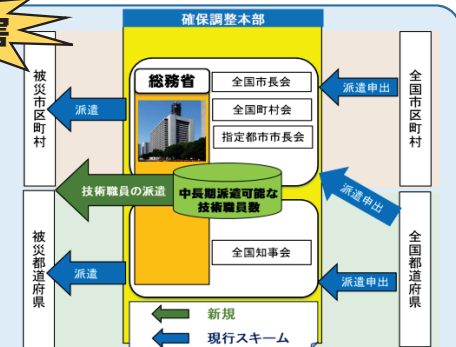 害
確保調整本部
被災市区町村
派遣
総務省
全国市長会
全国町村会
指定都市市長会
派遣申出
全国市区町村
技術職員の派遣
中長期派遣可能な
技術職員数
派遣申出
被災都道府県
派遣
全国知事会
派遣申出
全国都道府県
新規
現行スキーム